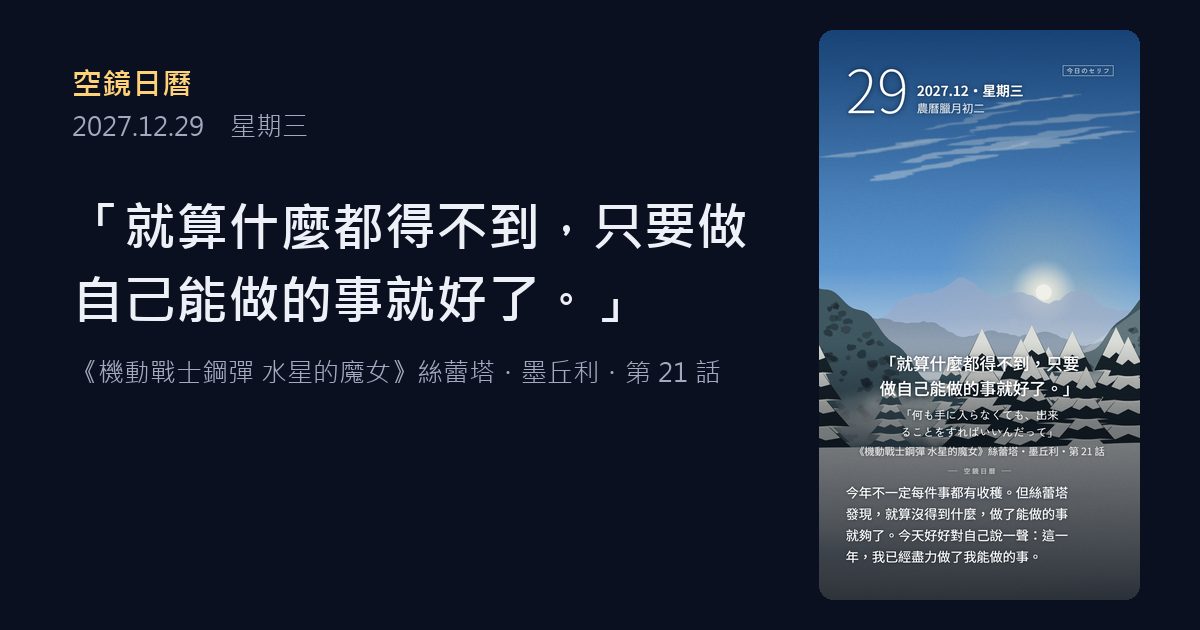 空鏡日曆
2027.12.29 星期三
「就算什麼都得不到，只要做
自己能做的事就好了。」
《機動戰士鋼彈 水星的魔女》絲蕾塔．墨丘利．第 21 話
29
2027.12・星期三
農曆臘月初二
今日のセリフ
「就算什麼都得不到，只要
做自己能做的事就好了。」
「何も手に入らなくても、出来
ることをすればいいんだって」
《機動戰士鋼彈 水星的魔女》絲蕾塔・墨丘利・第 21 話
— 空鏡日曆 —
今年不一定每件事都有收穫。但絲蕾塔
發現，就算沒得到什麼，做了能做的事
就夠了。今天好好對自己說一聲：這一
年，我已經盡力做了我能做的事。